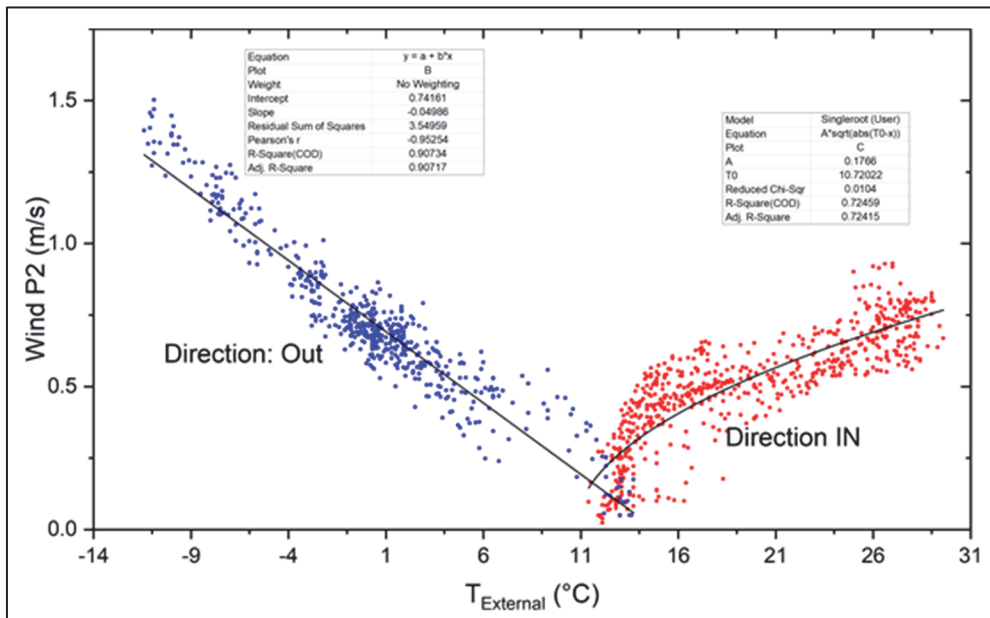 Equation y = a + b*x
Plot B
Weight No Weighting
Intercept 0.74161
Slope -0.04986
Residual Sum of Squares 3.54959
Pearson's r -0.95254
R-Square(COD) 0.90734
Adj. R-Square 0.90717
Model Singleroot (User)
Equation A*sqrt(abs(T0-x))
Plot C
A 0.1766
T0 10.72022
Reduced Chi-Sqr 0.0104
R-Square(COD) 0.72459
Adj. R-Square 0.72415
1.5
1.0
0.5
0.0
Wind P2 (m/s)
Direction: Out
Direction IN
-14 -9 -4 1 6 11 16 21 26 31
T_External (°C)